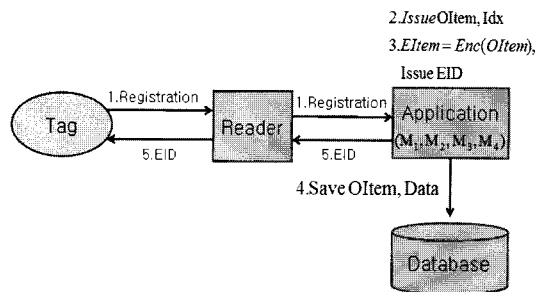 2.IssueOItem, Idx
3.EItem = Enc(OItem),
Issue EID
1.Registration
1.Registration
Tag
Reader
Application
(M1,M2,M3,M4)
5.EID
5.EID
4.Save OItem, Data
Database